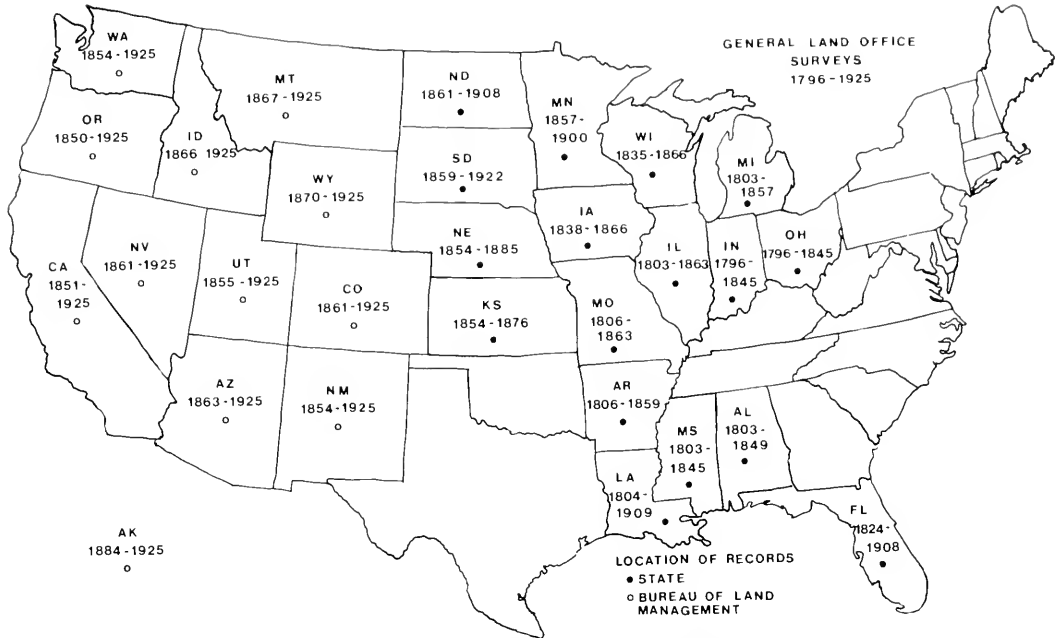 GENERAL LAND OFFICE
SURVEYS
1796-1925
WA
1854-1925
MT
1867-1925
ND
1861-1908
MN
1857-
1900
OR
1850-1925
ID
1866 1925
WI
1835-1866
MI
1803-
1857
SD
1859-1922
WY
1870-1925
IA
1838-1866
NE
1854-1885
NV
1861-1925
UT
1855-1925
CA
1851-
1925
CO
1861-1925
IL
1803-1863
IN
1796-
1845
OH
1796-1845
KS
1854-1876
MO
1806-
1863
AZ
1863-1925
NM
1854-1925
AR
1806-1859
MS
1803-
1845
AL
1803-
1849
LA
1804-
1909
FL
1824-
1908
AK
1884-1925
LOCATION OF RECORDS
● STATE
○ BUREAU OF LAND
MANAGEMENT